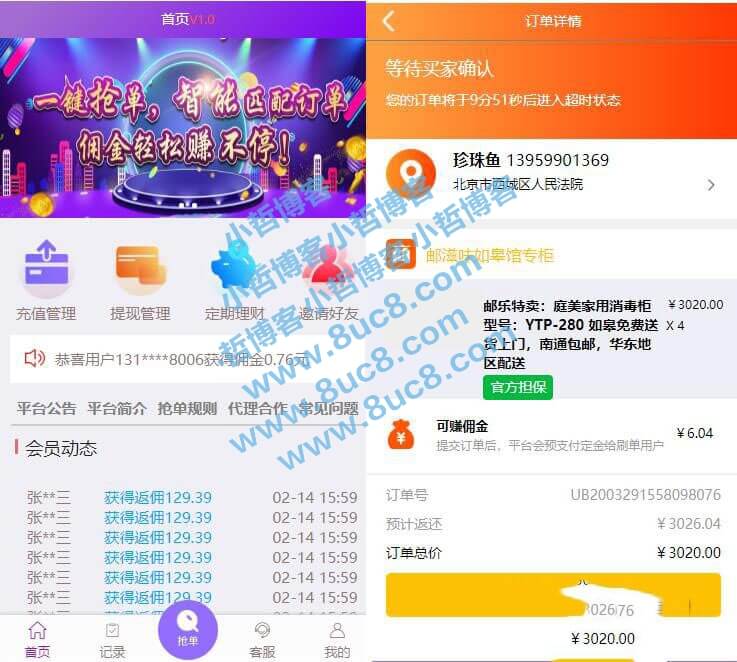 首页V1.0
一键抢单，智能匹配订单
佣金轻松赚不停！
充值管理
提现管理
定期理财
邀请好友
恭喜用户131****8006获得佣金0.76元
平台公告 平台简介 抢单规则 代理合作 常见问题
会员动态
张**三 获得返佣129.39 02-14 15:59
张**三 获得返佣129.39 02-14 15:59
张**三 获得返佣129.39 02-14 15:59
张**三 获得返佣129.39 02-14 15:59
张**三 获得返佣129.39 02-14 15:59
张**三 获得返佣129.39 02-14 15:59
首页
记录
抢单
客服
我的
订单详情
等待买家确认
您的订单将于9分51秒后进入超时状态
珍珠鱼 13959901369
北京市西城区人民法院
邮滋味如皋馆专柜
邮乐特卖：庭美家用消毒柜 ¥3020.00
型号：YTP-280 如皋免费送 X 4
货上门，南通包邮，华东地
区配送
官方担保
可赚佣金
提交订单后，平台会预支付定金给刷单用户
¥6.04
订单号 UB2003291558098076
预计返还 ¥3026.04
订单总价 ¥3020.00
¥3020.00
小哲博客小哲博客小哲博客
www.8uc8.com
www.8uc8.com
www.8uc8.com